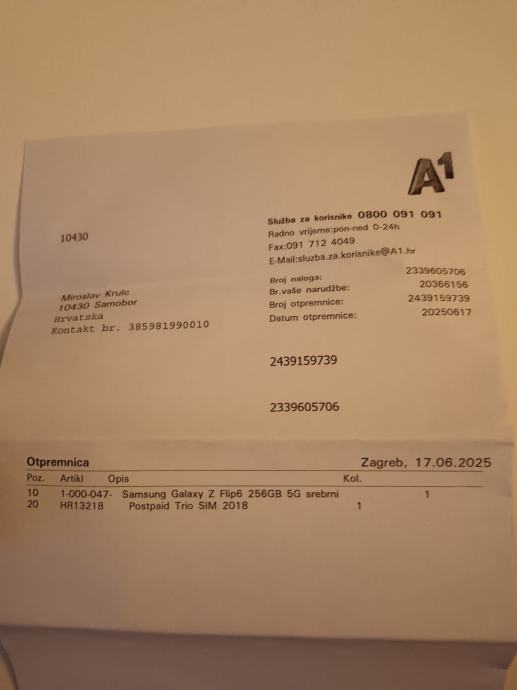 A1
Služba za korisnike 0800 091 091
Radno vrijeme:pon-ned 0-24h
Fax:091 712 4049
E-Mail:sluzba.za.korisnike@A1.hr
10430
Broj naloga: 2339605706
Br.vaše narudžbe: 20366156
Broj otpremnice: 2439159739
Datum otpremnice: 20250617
Miroslav Krulc
10430 Samobor
Hrvatska
Kontakt br. 385981990010
2439159739
2339605706
Otpremnica Zagreb, 17.06.2025
Poz. Artikl Opis Kol.
10 1-000-047- Samsung Galaxy Z Flip6 256GB 5G srebrni 1
20 HR13218 Postpaid Trio SIM 2018 1